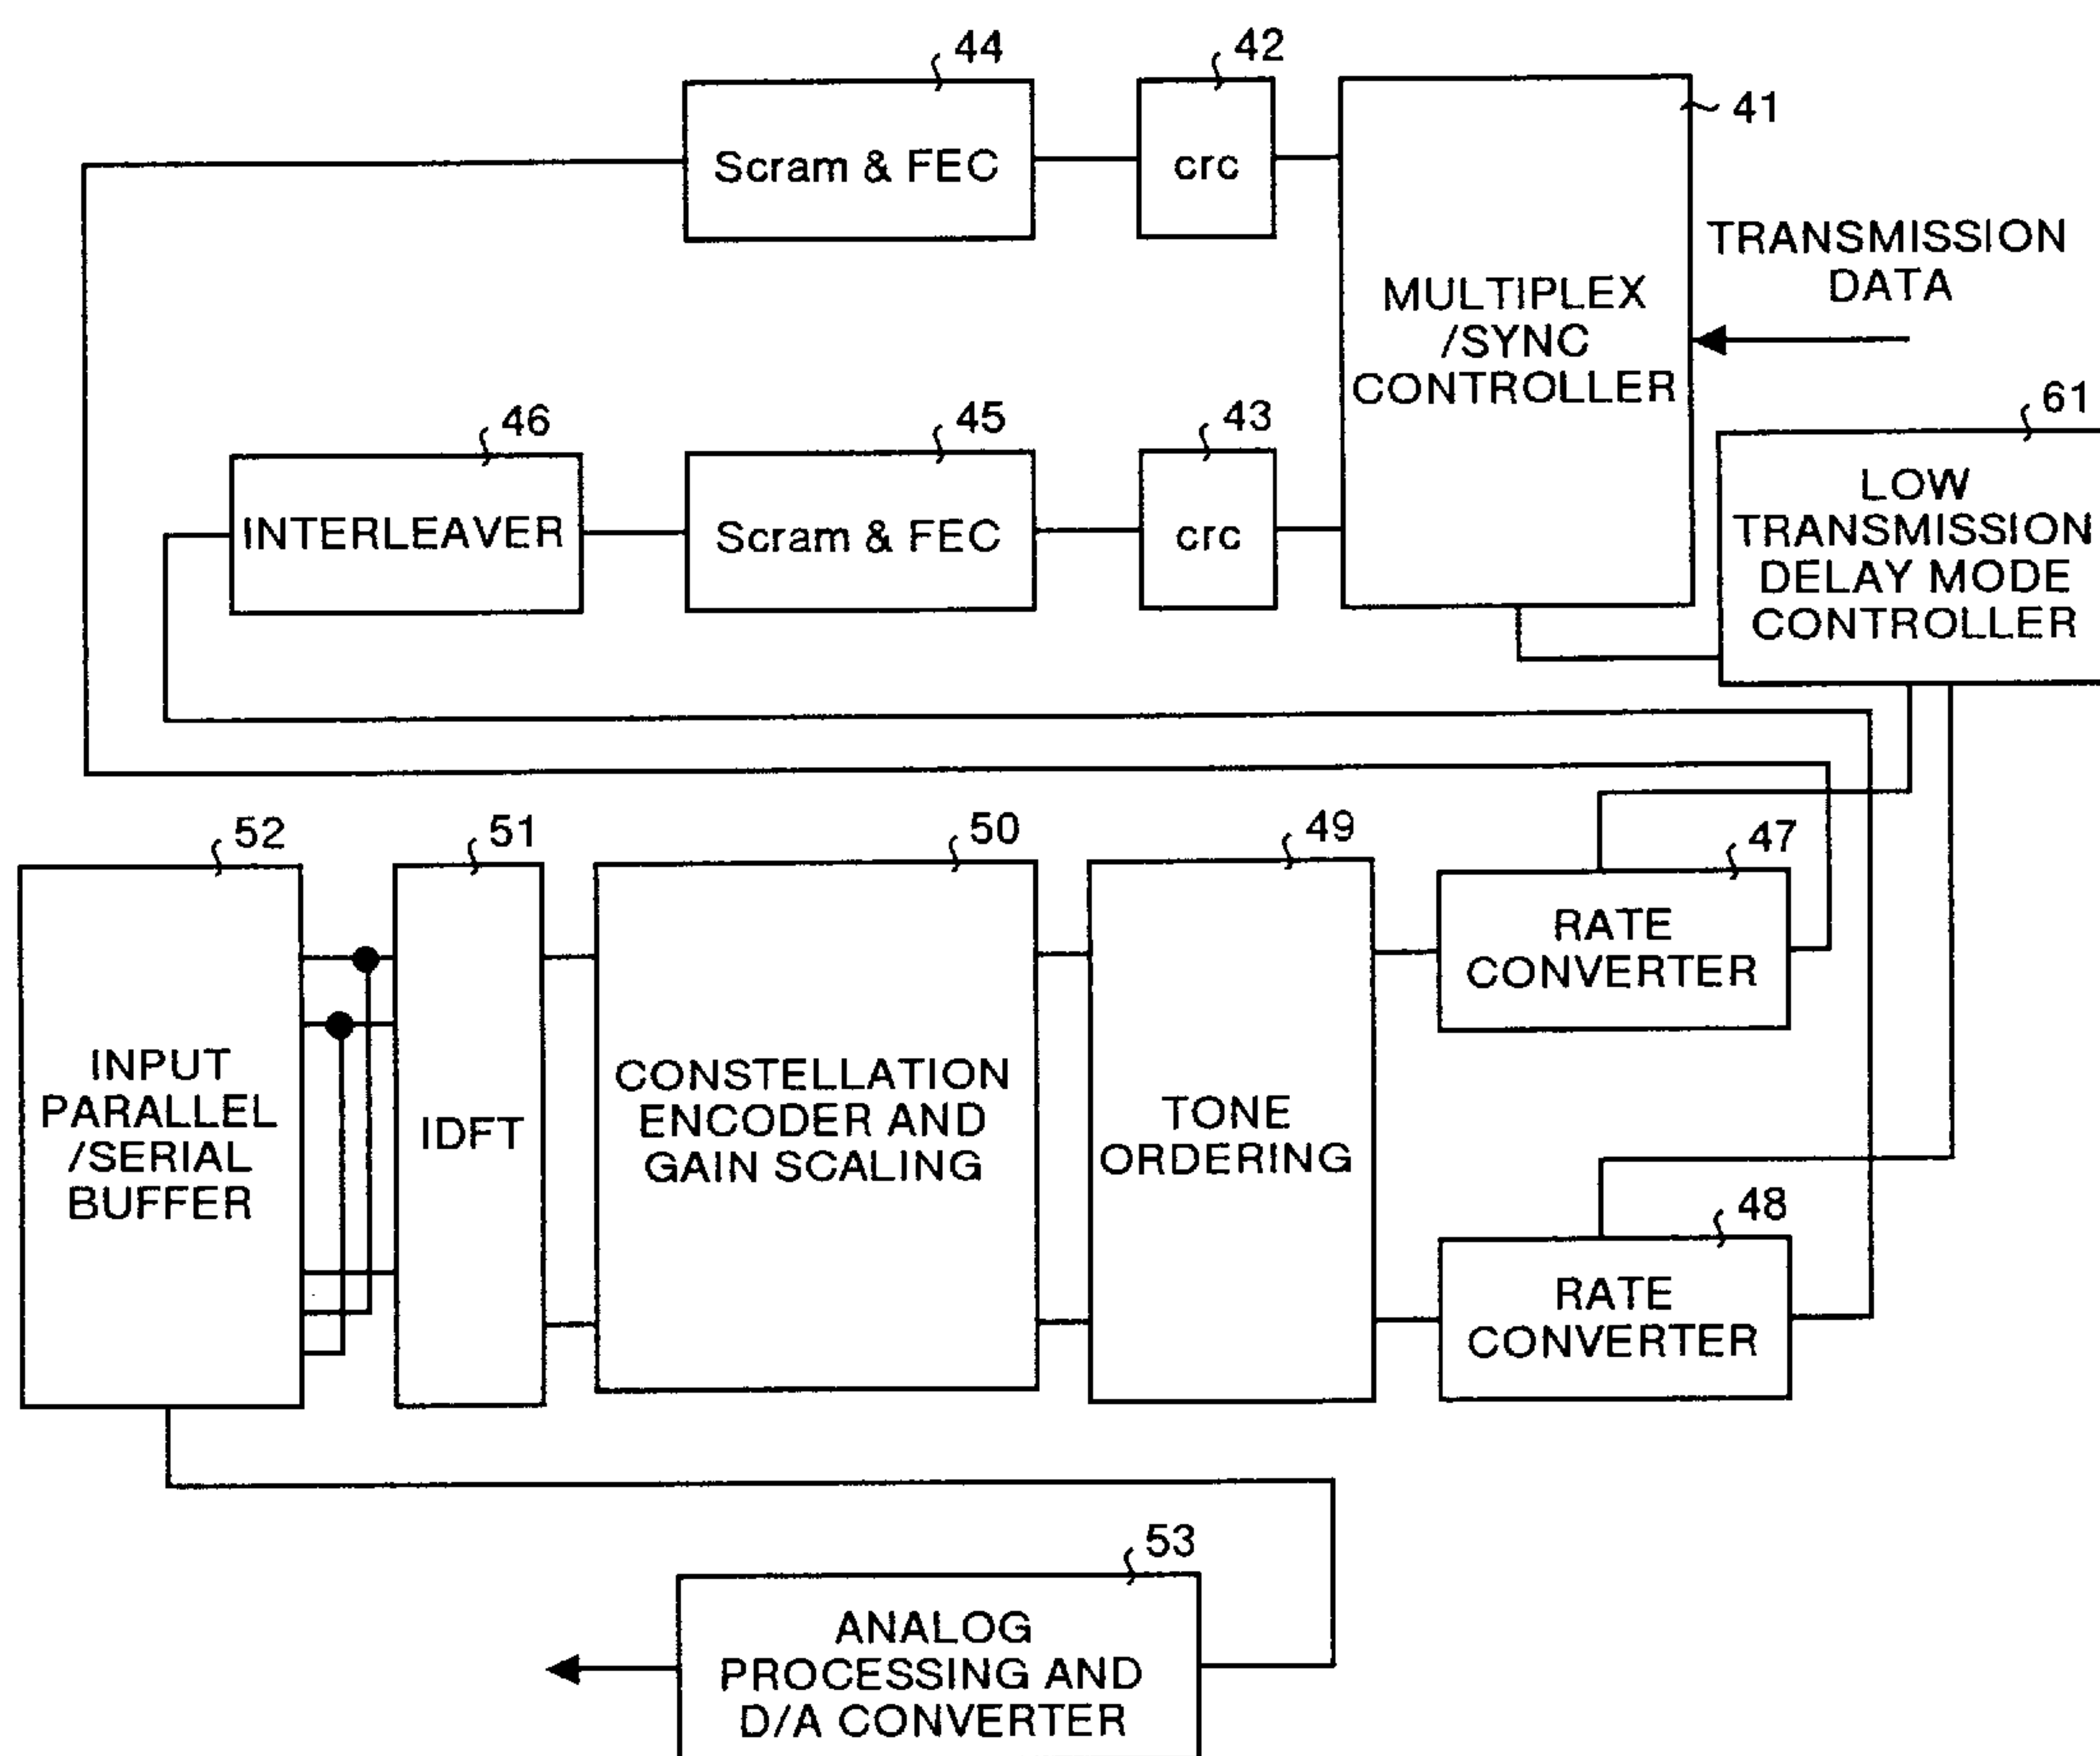 44
42
41
Scram & FEC
crc
TRANSMISSION
DATA
MULTIPLEX
/SYNC
CONTROLLER
61
46
45
43
LOW
TRANSMISSION
DELAY MODE
CONTROLLER
INTERLEAVER
Scram & FEC
crc
52
51
50
49
47
RATE
CONVERTER
INPUT
PARALLEL
/SERIAL
BUFFER
IDFT
CONSTELLATION
ENCODER AND
GAIN SCALING
TONE
ORDERING
48
RATE
CONVERTER
53
ANALOG
PROCESSING AND
D/A CONVERTER